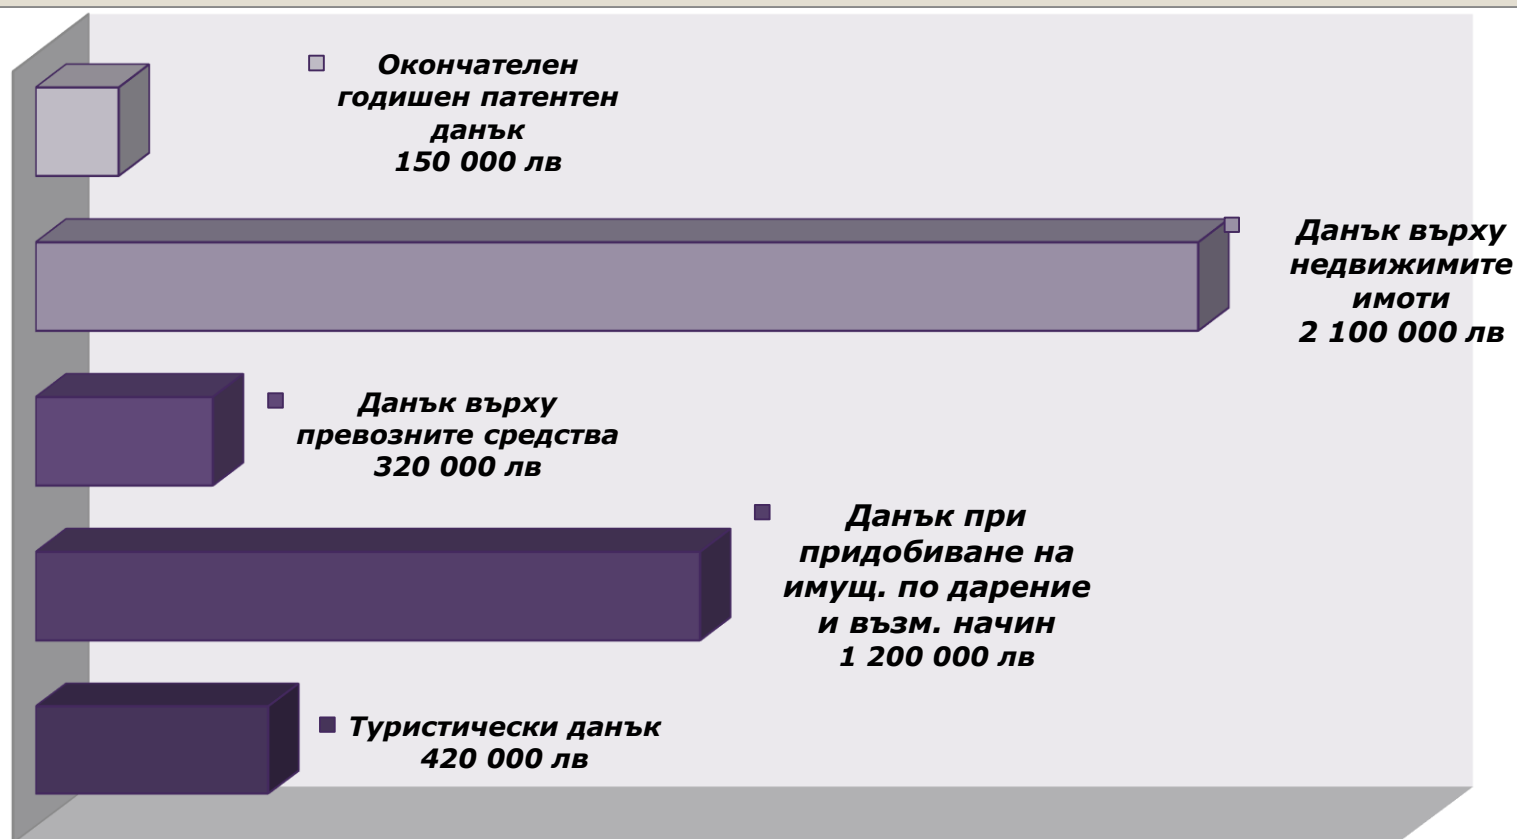 Окончателен
годишен патентен
данък
150 000 лв
Данък върху
недвижимите
имоти
2 100 000 лв
Данък върху
превозните средства
320 000 лв
Данък при
придобиване на
имущ. по дарение
и възм. начин
1 200 000 лв
Туристически данък
420 000 лв